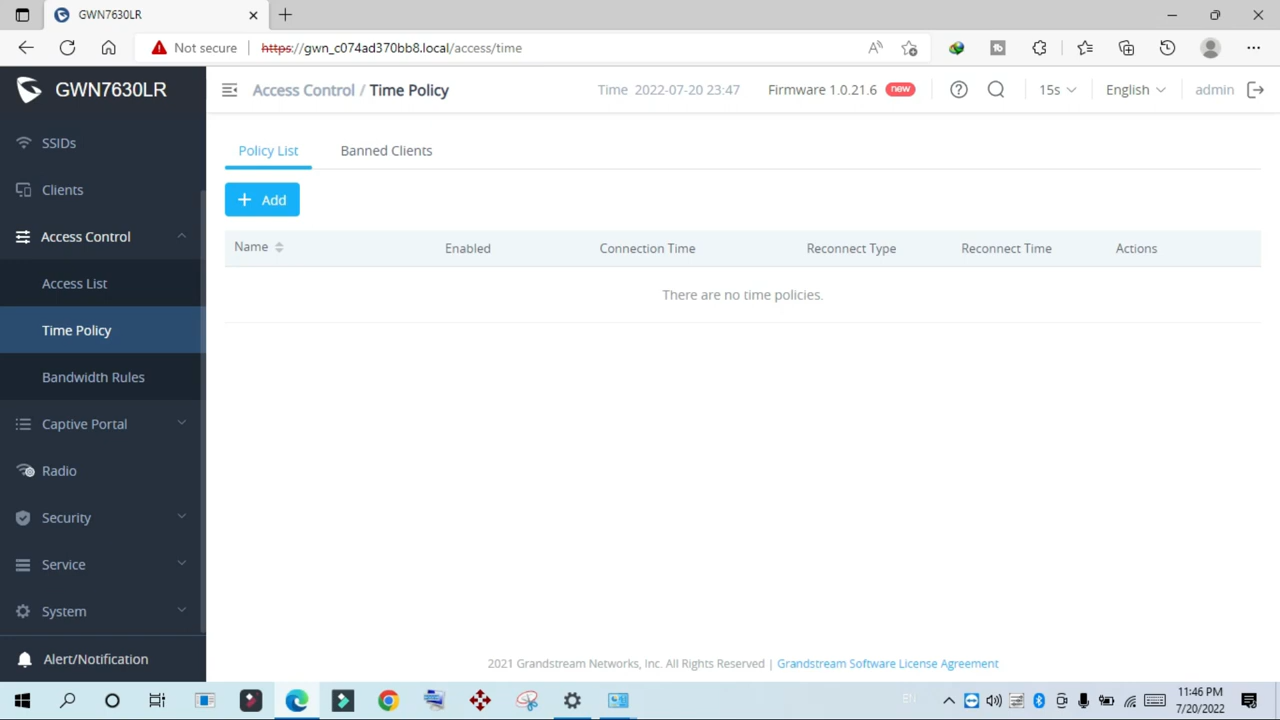 GWN7630LR
Not secure
https://gwn_c074ad370bb8.local/access/time
GWN7630LR
Access Control / Time Policy
Time 2022-07-20 23:47
Firmware 1.0.21.6 new
15s
English
admin
SSIDs
Clients
Access Control
Access List
Time Policy
Bandwidth Rules
Captive Portal
Radio
Security
Service
System
Alert/Notification
Policy List
Banned Clients
+ Add
Name
Enabled
Connection Time
Reconnect Type
Reconnect Time
Actions
There are no time policies.
2021 Grandstream Networks, Inc. All Rights Reserved | Grandstream Software License Agreement
EN
11:46 PM
7/20/2022